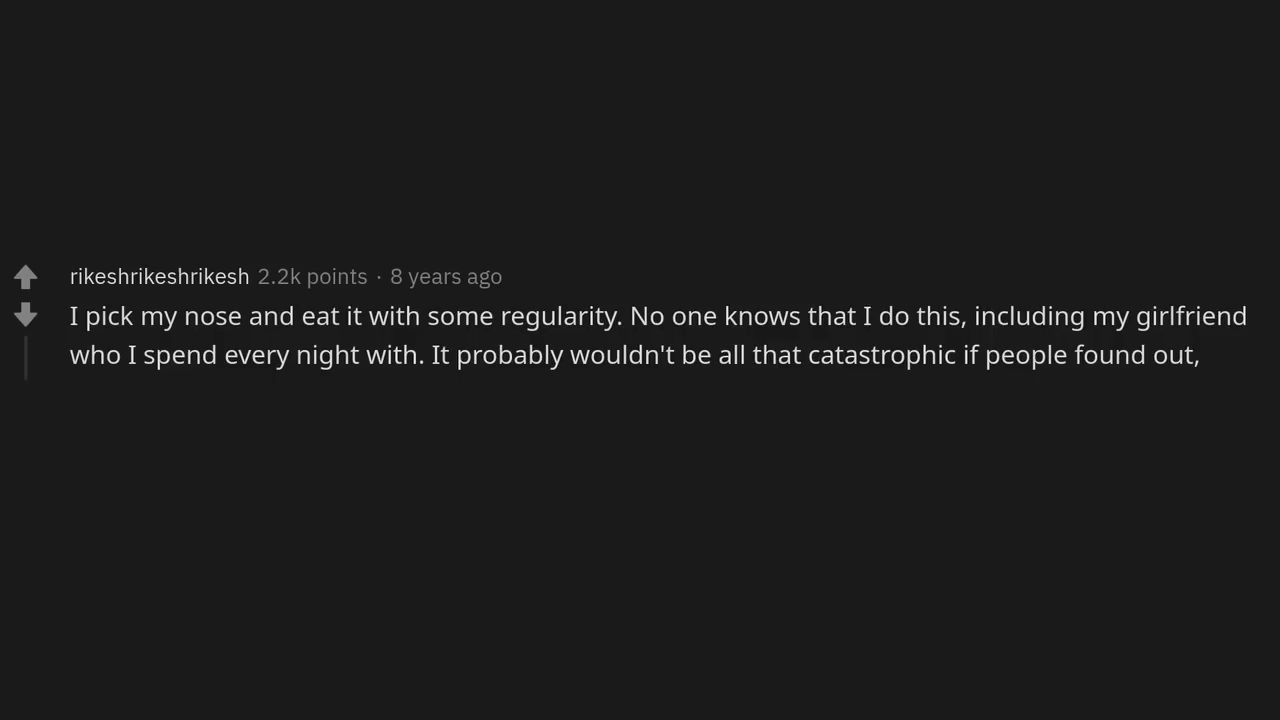 rikeshrikeshrikesh 2.2k points · 8 years ago
I pick my nose and eat it with some regularity. No one knows that I do this, including my girlfriend
who I spend every night with. It probably wouldn't be all that catastrophic if people found out,